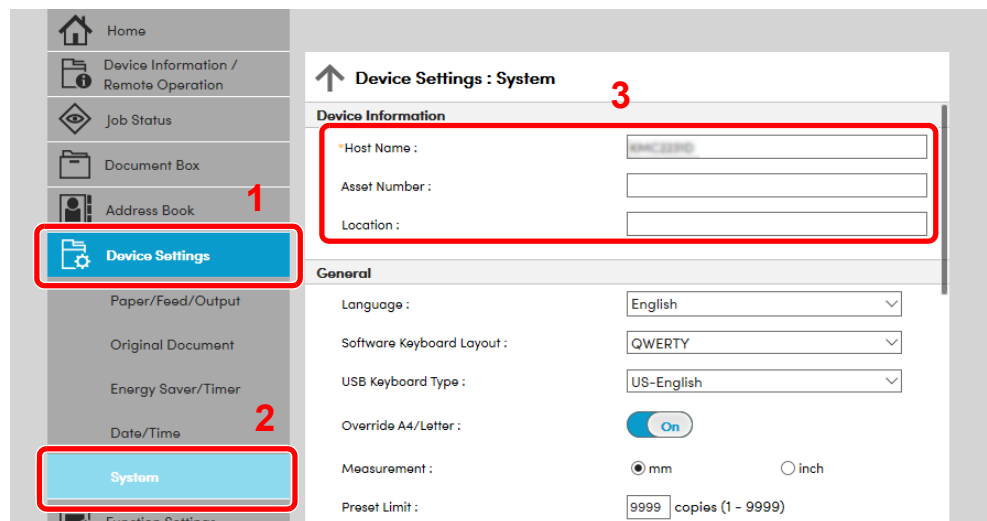 Home
Device Information /
Remote Operation
Job Status
Document Box
Address Book
1
Device Settings
Paper/Feed/Output
Original Document
Energy Saver/Timer
Date/Time
2
System
Device Settings : System
3
Device Information
*Host Name :
Asset Number :
Location :
General
Language : English
Software Keyboard Layout : QWERTY
USB Keyboard Type : US-English
Override A4/Letter : On
Measurement : mm inch
Preset Limit : 9999 copies (1 - 9999)